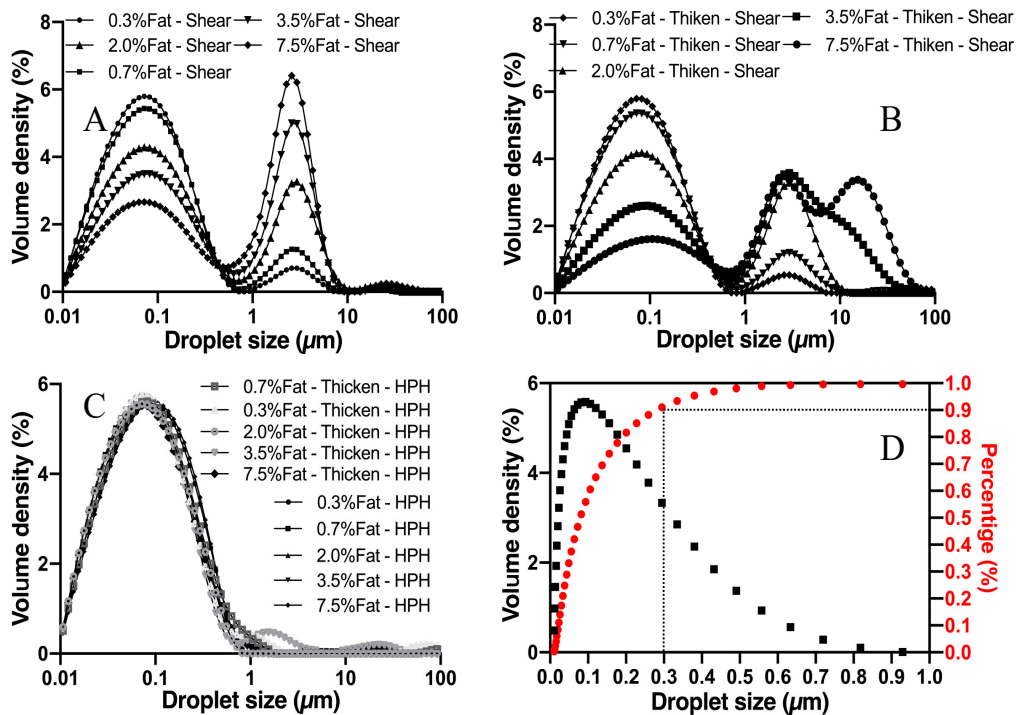 0.3%Fat - Shear
3.5%Fat - Shear
2.0%Fat - Shear
7.5%Fat - Shear
0.7%Fat - Shear
A
Volume density (%)
8
6
4
2
0
0.01
0.1
1
10
100
Droplet size (µm)
0.3%Fat - Thiken - Shear
3.5%Fat - Thiken - Shear
0.7%Fat - Thiken - Shear
7.5%Fat - Thiken - Shear
2.0%Fat - Thiken - Shear
B
Volume density (%)
8
6
4
2
0
0.01
0.1
1
10
100
Droplet size (µm)
C
0.7%Fat - Thicken - HPH
0.3%Fat - Thicken - HPH
2.0%Fat - Thicken - HPH
3.5%Fat - Thicken - HPH
7.5%Fat - Thicken - HPH
0.3%Fat - HPH
0.7%Fat - HPH
2.0%Fat - HPH
3.5%Fat - HPH
7.5%Fat - HPH
Volume density (%)
6
4
2
0
0.01
0.1
1
10
100
Droplet size (µm)
D
Volume density (%)
6
4
2
0
0.0
0.1
0.2
0.3
0.4
0.5
0.6
0.7
0.8
0.9
1.0
Droplet size (µm)
1.0
0.9
0.8
0.7
0.6
0.5
0.4
0.3
0.2
0.1
1.0
Percentige (%)